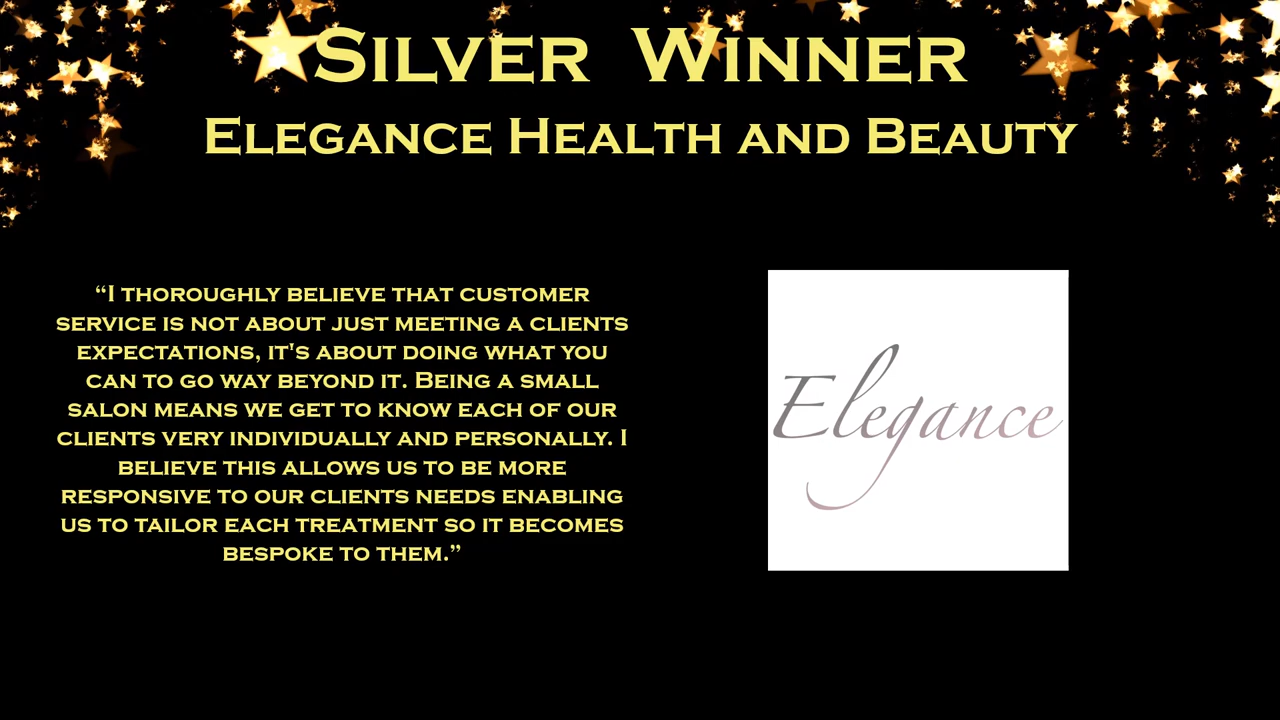 Silver Winner
Elegance Health and Beauty
“I thoroughly believe that customer
service is not about just meeting a clients
expectations, it's about doing what you
can to go way beyond it. Being a small
salon means we get to know each of our
clients very individually and personally. I
believe this allows us to be more
responsive to our clients needs enabling
us to tailor each treatment so it becomes
bespoke to them.”
Elegance